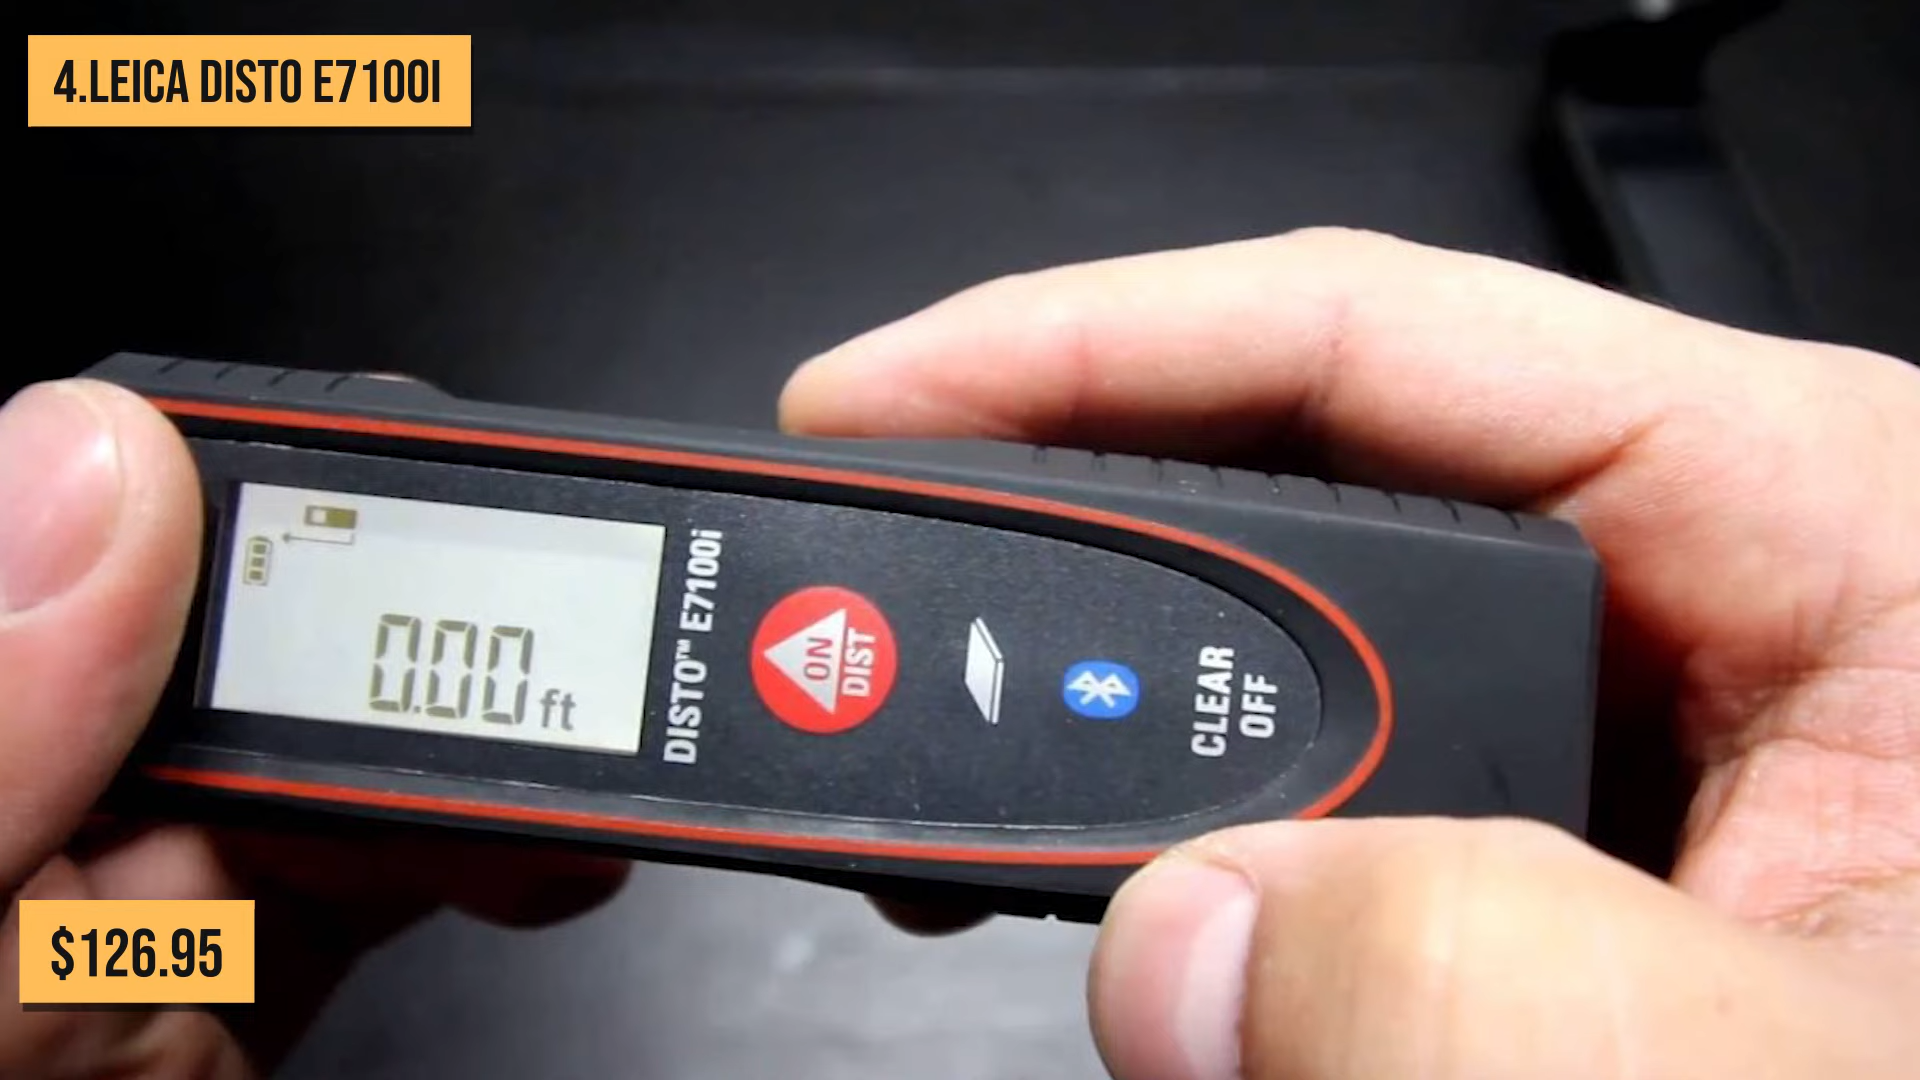 4.LEICA DISTO E7100I
0.00 ft
DISTO™ E7100i
ON
DIST
CLEAR
OFF
$126.95